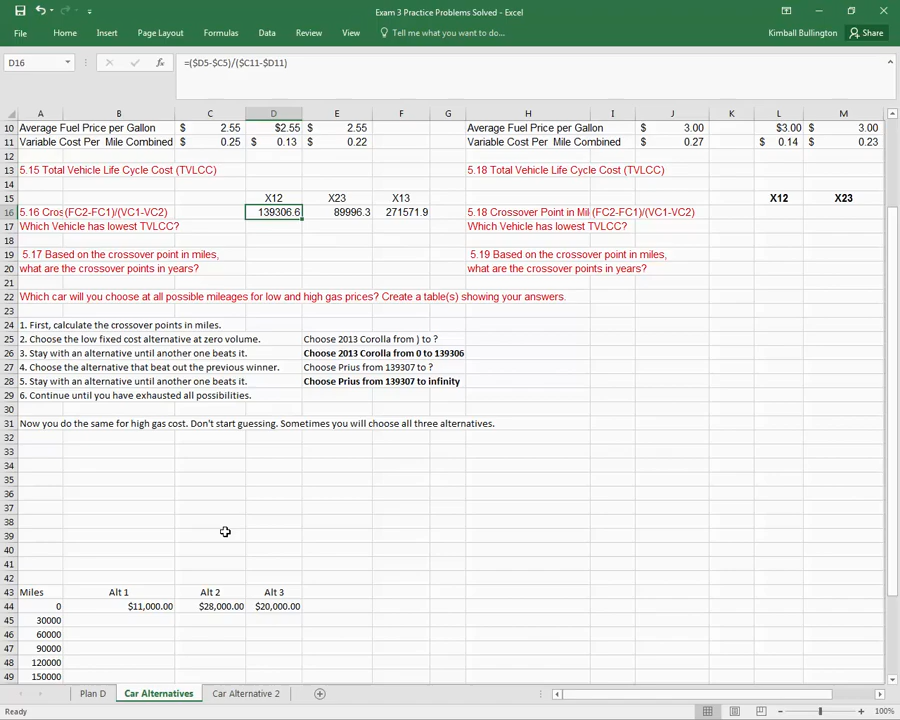 Exam 3 Practice Problems Solved - Excel
File Home Insert Page Layout Formulas Data Review View Tell me what you want to do... Kimball Bullington Share
D16 fx =($D5-$C5)/($C11-$D11)
A B C D E F G H I J K L M
10 Average Fuel Price per Gallon $ 2.55 $2.55 $ 2.55 Average Fuel Price per Gallon $ 3.00 $3.00 $ 3.00
11 Variable Cost Per Mile Combined $ 0.25 $ 0.13 $ 0.22 Variable Cost Per Mile Combined $ 0.27 $ 0.14 $ 0.23
12
13 5.15 Total Vehicle Life Cycle Cost (TVLCC) 5.18 Total Vehicle Life Cycle Cost (TVLCC)
14
15 X12 X23 X13 X12 X23
16 5.16 Cros (FC2-FC1)/(VC1-VC2) 139306.6 89996.3 271571.9 5.18 Crossover Point in Mil (FC2-FC1)/(VC1-VC2)
17 Which Vehicle has lowest TVLCC? Which Vehicle has lowest TVLCC?
18
19 5.17 Based on the crossover point in miles, 5.19 Based on the crossover point in miles,
20 what are the crossover points in years? what are the crossover points in years?
21
22 Which car will you choose at all possible mileages for low and high gas prices? Create a table(s) showing your answers.
23
24 1. First, calculate the crossover points in miles.
25 2. Choose the low fixed cost alternative at zero volume. Choose 2013 Corolla from ) to ?
26 3. Stay with an alternative until another one beats it. Choose 2013 Corolla from 0 to 139306
27 4. Choose the alternative that beat out the previous winner. Choose Prius from 139307 to ?
28 5. Stay with an alternative until another one beats it. Choose Prius from 139307 to infinity
29 6. Continue until you have exhausted all possibilities.
30
31 Now you do the same for high gas cost. Don't start guessing. Sometimes you will choose all three alternatives.
32
33
34
35
36
37
38
39
40
41
42
43 Miles Alt 1 Alt 2 Alt 3
44 0 $11,000.00 $28,000.00 $20,000.00
45 30000
46 60000
47 90000
48 120000
49 150000
Plan D Car Alternatives Car Alternative 2
Ready 100%